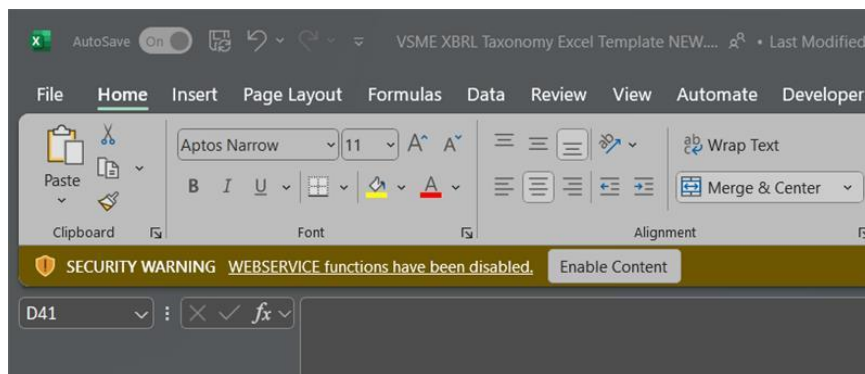 AutoSave On VSME XBRL Taxonomy Excel Template NEW.... • Last Modified
File Home Insert Page Layout Formulas Data Review View Automate Developer
Aptos Narrow 11 A A Wrap Text
Paste B I U A Merge & Center
Clipboard Font Alignment
SECURITY WARNING WEBSERVICE functions have been disabled. Enable Content
D41 fx